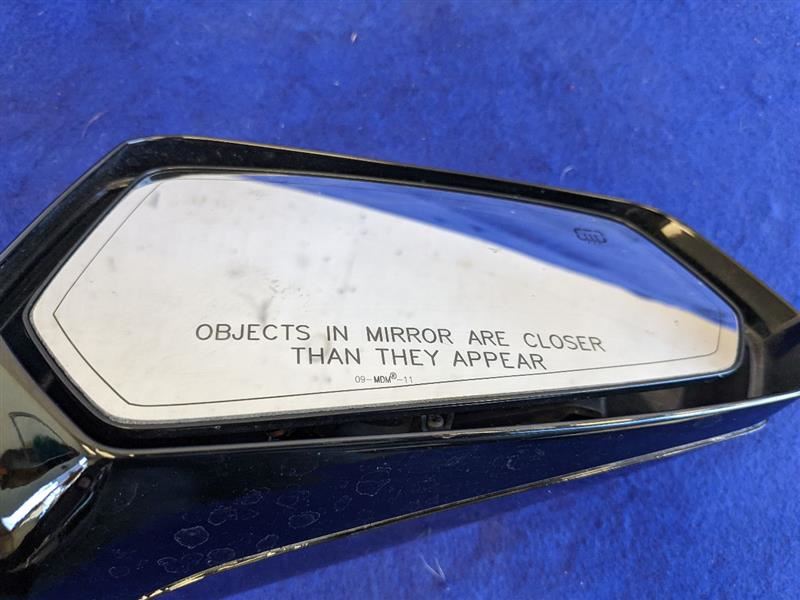 OBJECTS IN MIRROR ARE CLOSER
THAN THEY APPEAR
09-MDM®-11